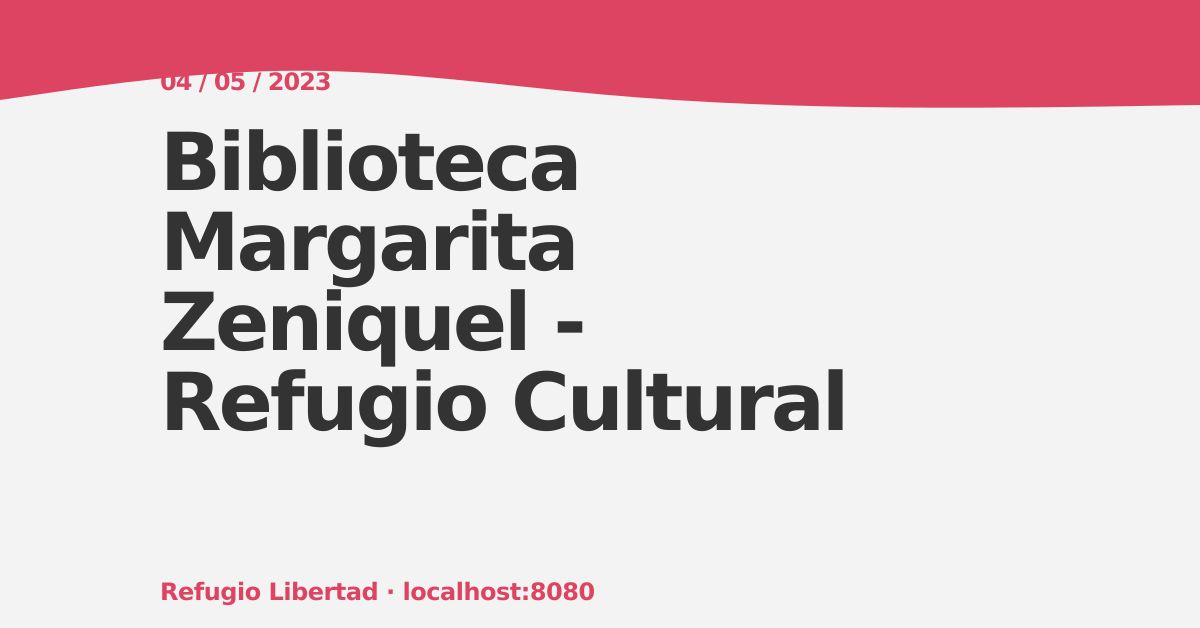 04 / 05 / 2023
Biblioteca
Margarita
Zeniquel -
Refugio Cultural
Refugio Libertad · localhost:8080